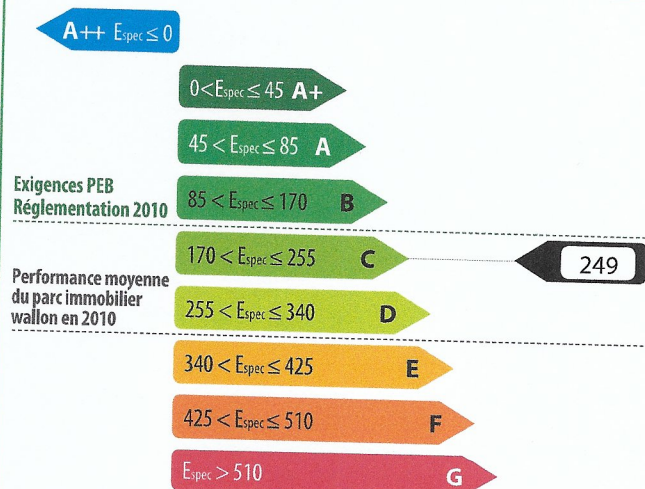 A++ Espec ≤ 0
0 < Espec ≤ 45 A+
45 < Espec ≤ 85 A
Exigences PEB
Réglementation 2010
85 < Espec ≤ 170 B
170 < Espec ≤ 255 C
249
Performance moyenne
du parc immobilier
wallon en 2010
255 < Espec ≤ 340 D
340 < Espec ≤ 425 E
425 < Espec ≤ 510 F
Espec > 510 G